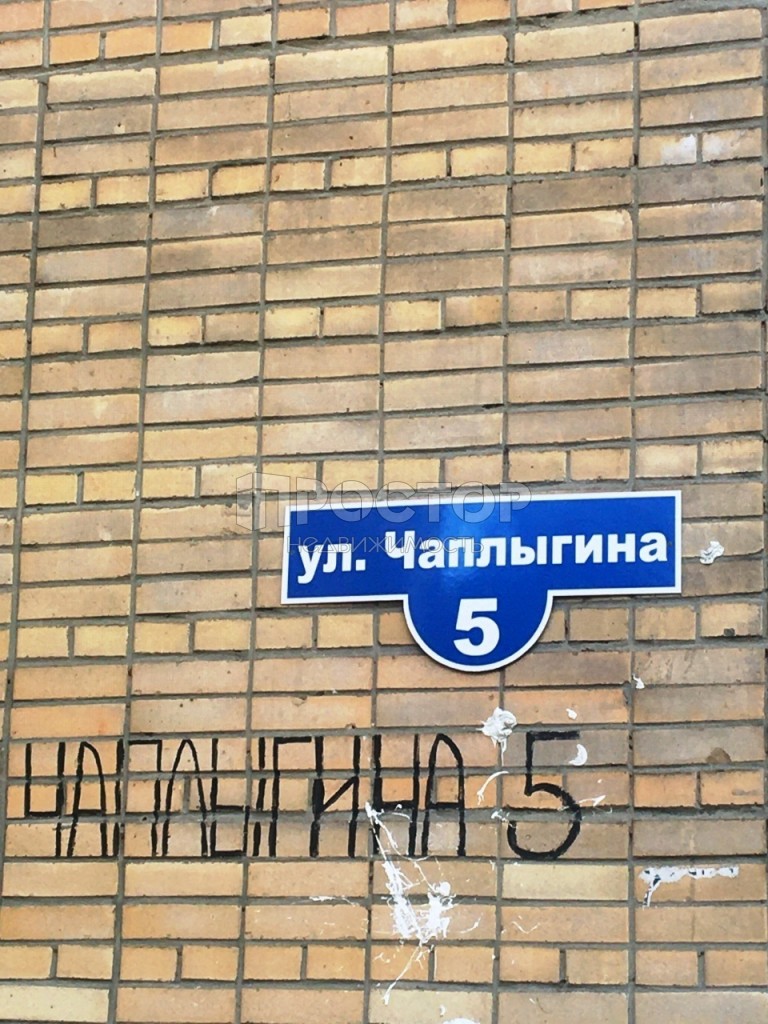 ПРОСТОР
недвижимость
ул. Чаплыгина
5
ЧАПЛЫГИНА 5